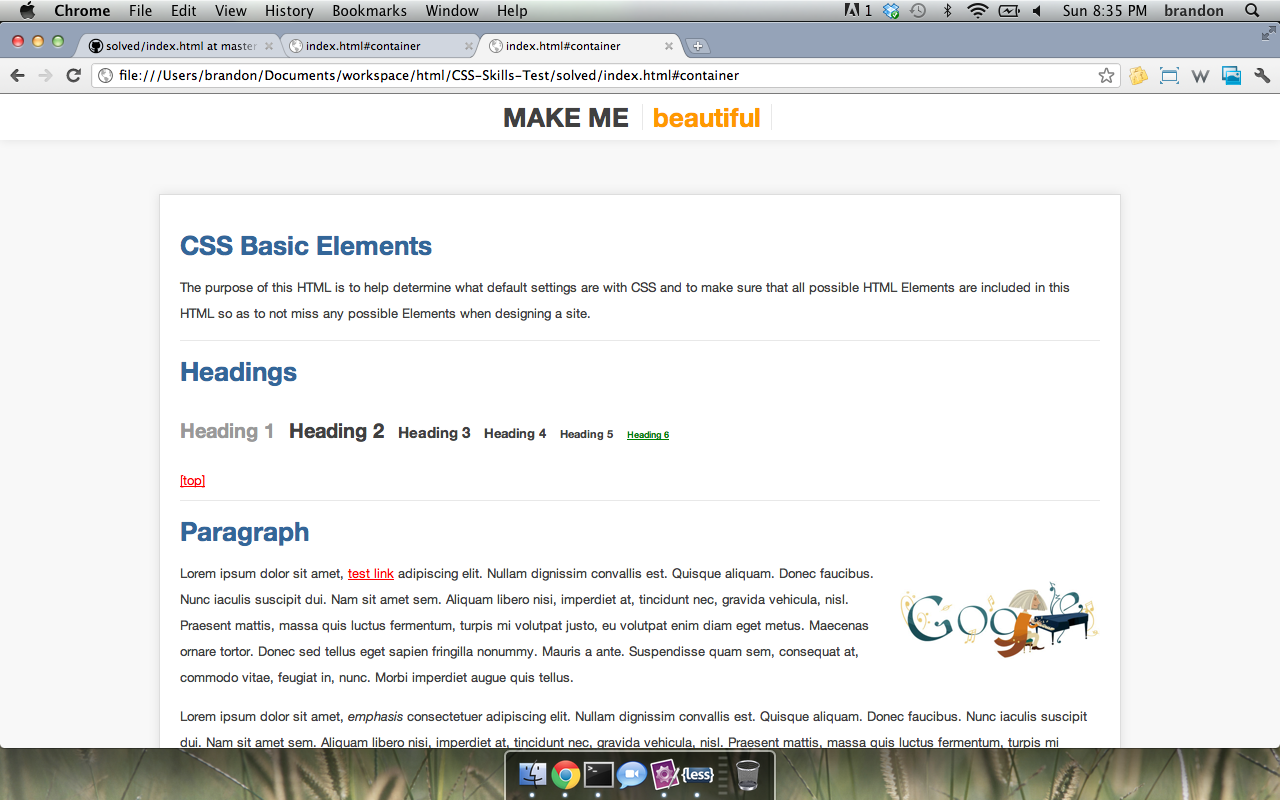 Chrome File Edit View History Bookmarks Window Help 1 Sun 8:35 PM brandon
solved/index.html at master index.html#container index.html#container
file:///Users/brandon/Documents/workspace/html/CSS-Skills-Test/solved/index.html#container W
MAKE ME beautiful
CSS Basic Elements
The purpose of this HTML is to help determine what default settings are with CSS and to make sure that all possible HTML Elements are included in this
HTML so as to not miss any possible Elements when designing a site.
Headings
Heading 1 Heading 2 Heading 3 Heading 4 Heading 5 Heading 6
[top]
Paragraph
Lorem ipsum dolor sit amet, test link adipiscing elit. Nullam dignissim convallis est. Quisque aliquam. Donec faucibus.
Nunc iaculis suscipit dui. Nam sit amet sem. Aliquam libero nisi, imperdiet at, tincidunt nec, gravida vehicula, nisl.
Praesent mattis, massa quis luctus fermentum, turpis mi volutpat justo, eu volutpat enim diam eget metus. Maecenas
ornare tortor. Donec sed tellus eget sapien fringilla nonummy. Mauris a ante. Suspendisse quam sem, consequat at,
commodo vitae, feugiat in, nunc. Morbi imperdiet augue quis tellus.
Google
Lorem ipsum dolor sit amet, emphasis consectetuer adipiscing elit. Nullam dignissim convallis est. Quisque aliquam. Donec faucibus. Nunc iaculis suscipit
dui. Nam sit amet sem. Aliquam libero nisi, imperdiet at, tincidunt nec, gravida vehicula, nisl. Praesent mattis, massa quis luctus fermentum, turpis mi
{less}